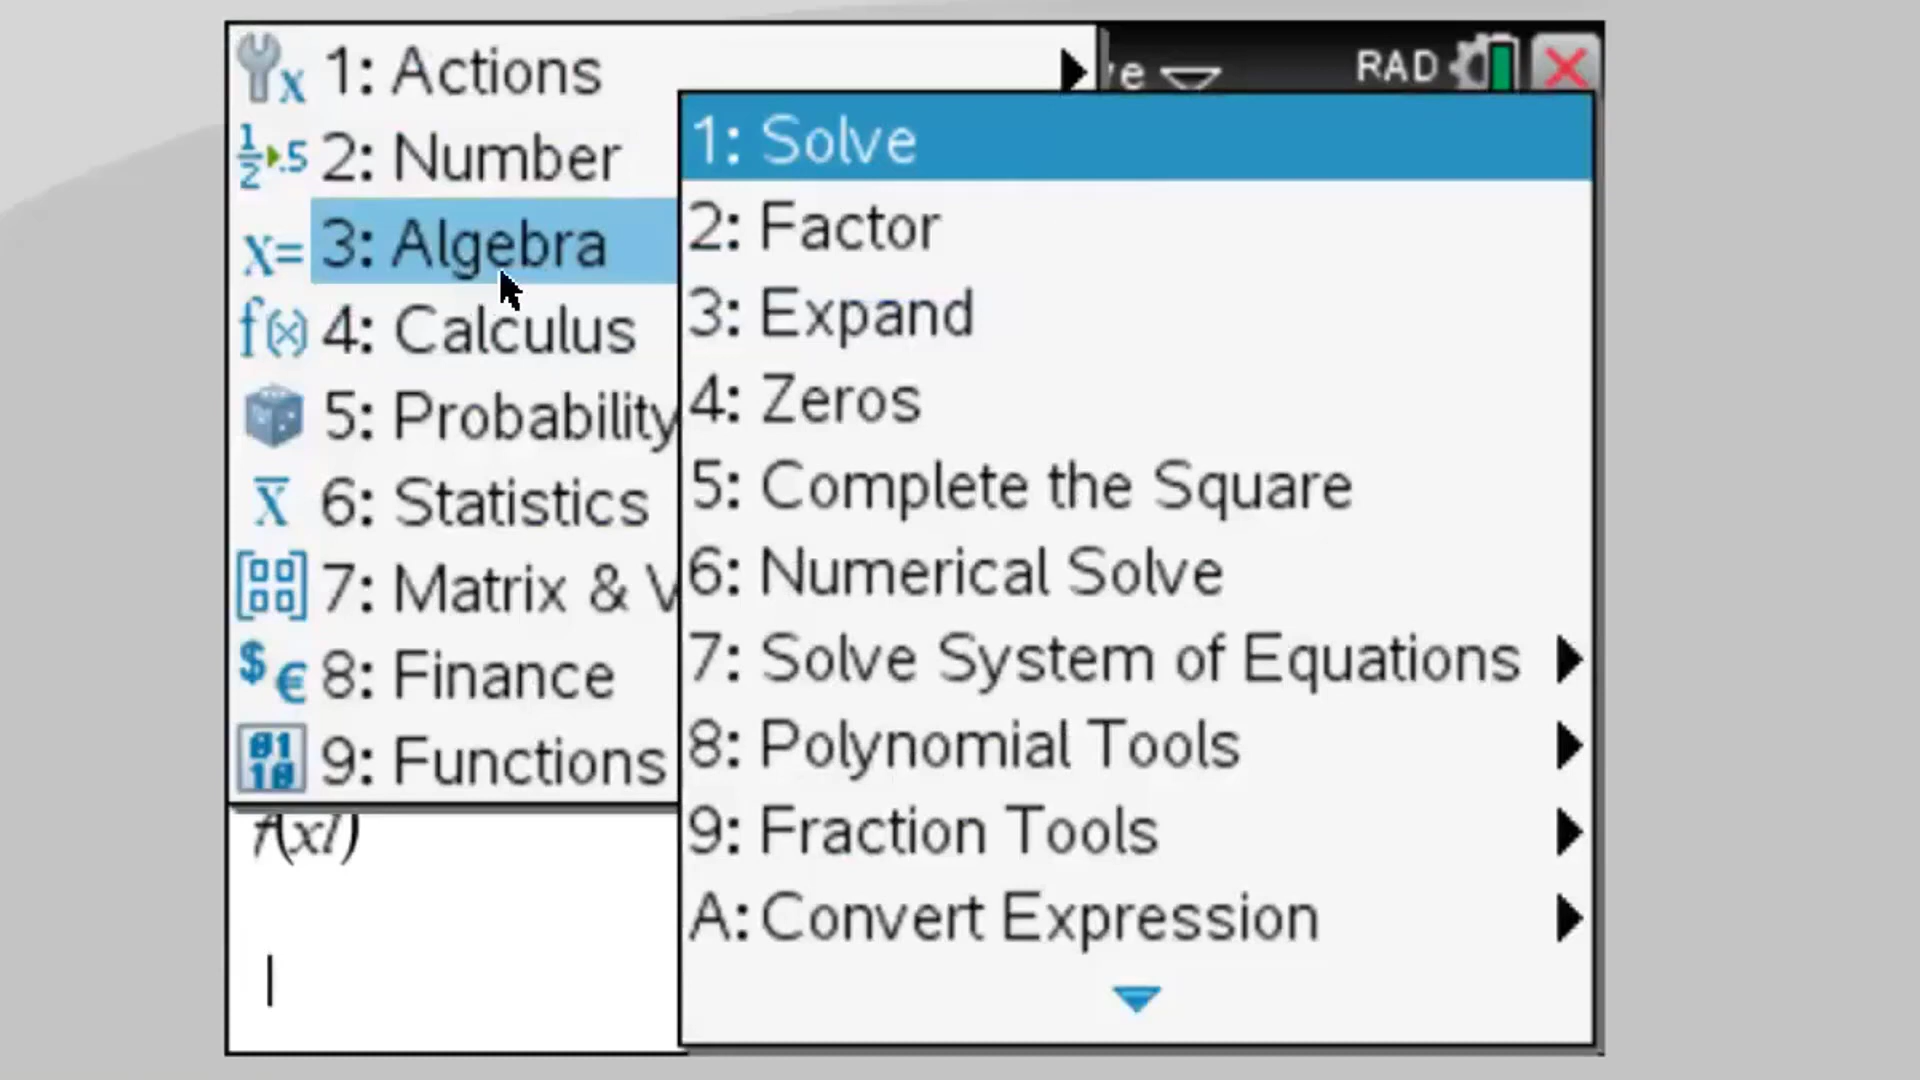 1: Actions
2: Number
3: Algebra
4: Calculus
5: Probability
6: Statistics
7: Matrix & V
8: Finance
9: Functions
RAD
1: Solve
2: Factor
3: Expand
4: Zeros
5: Complete the Square
6: Numerical Solve
7: Solve System of Equations
8: Polynomial Tools
9: Fraction Tools
A: Convert Expression